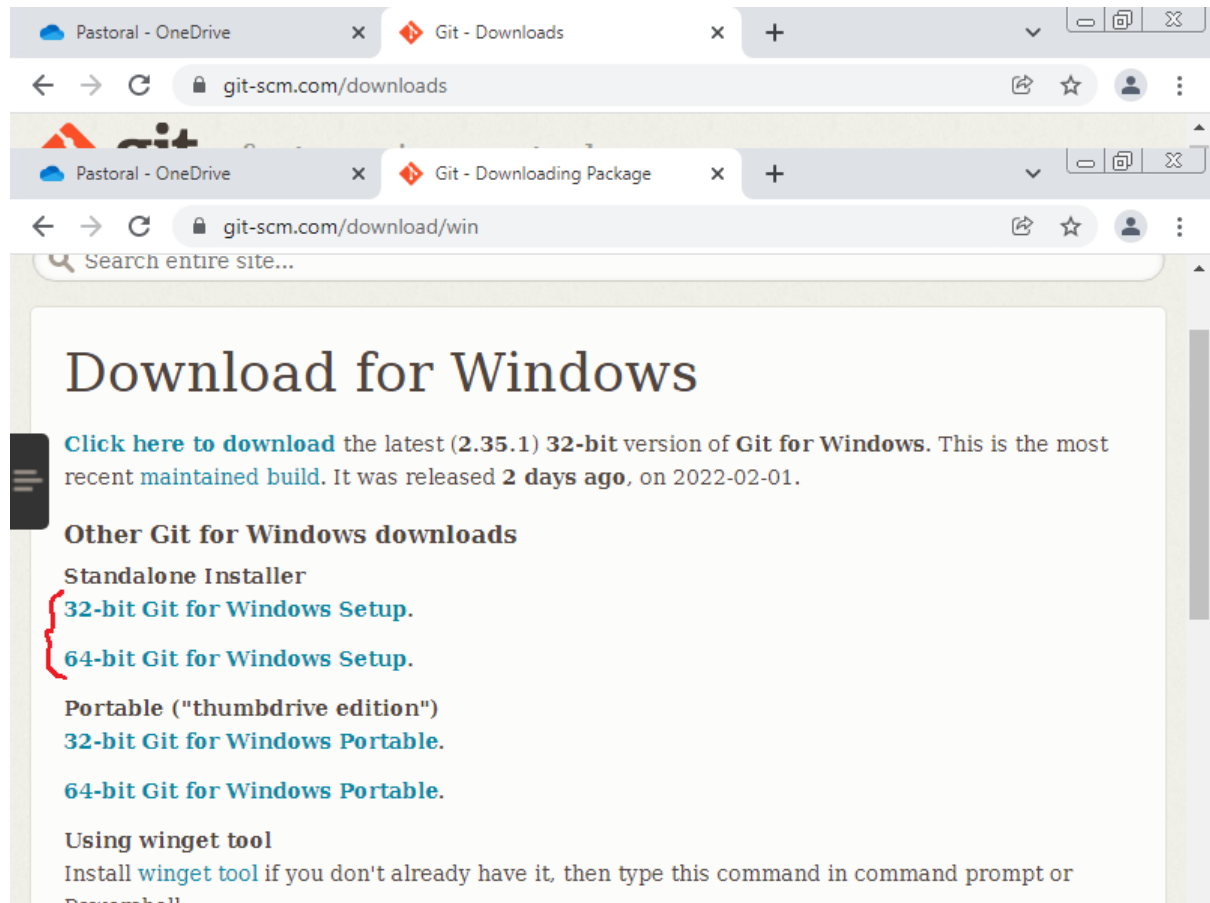 Pastoral - OneDrive
Git - Downloads
git-scm.com/downloads
git
Pastoral - OneDrive
Git - Downloading Package
git-scm.com/download/win
Search entire site...
Download for Windows
Click here to download the latest (2.35.1) 32-bit version of Git for Windows. This is the most
recent maintained build. It was released 2 days ago, on 2022-02-01.
Other Git for Windows downloads
Standalone Installer
32-bit Git for Windows Setup.
64-bit Git for Windows Setup.
Portable ("thumbdrive edition")
32-bit Git for Windows Portable.
64-bit Git for Windows Portable.
Using winget tool
Install winget tool if you don't already have it, then type this command in command prompt or